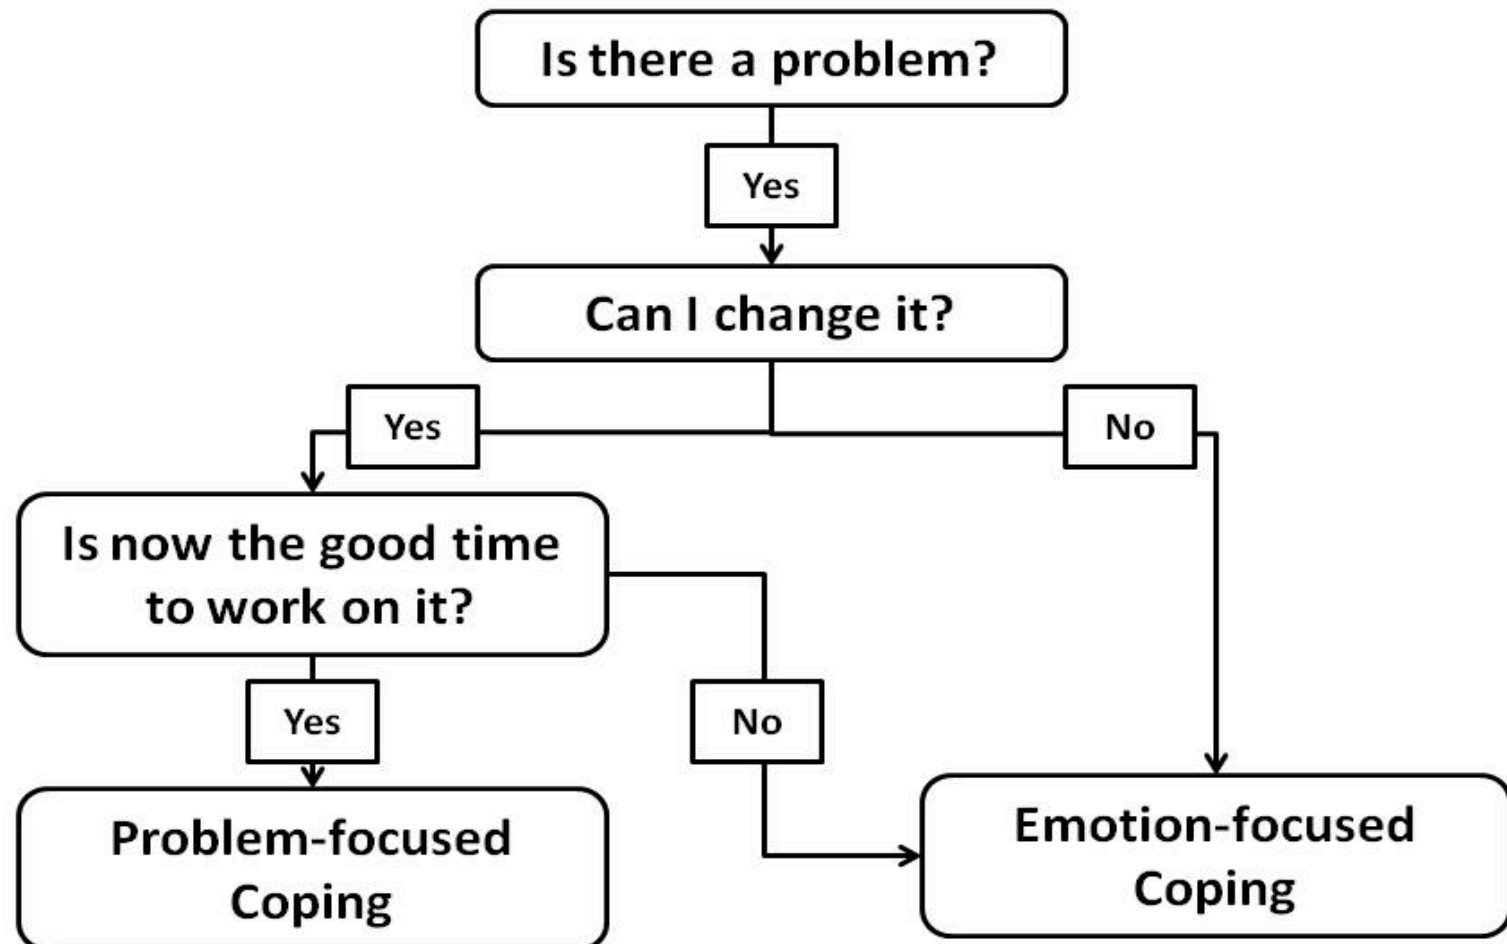 Is there a problem?
Yes
Can I change it?
Yes
No
Is now the good time
to work on it?
Yes
No
Problem-focused
Coping
Emotion-focused
Coping